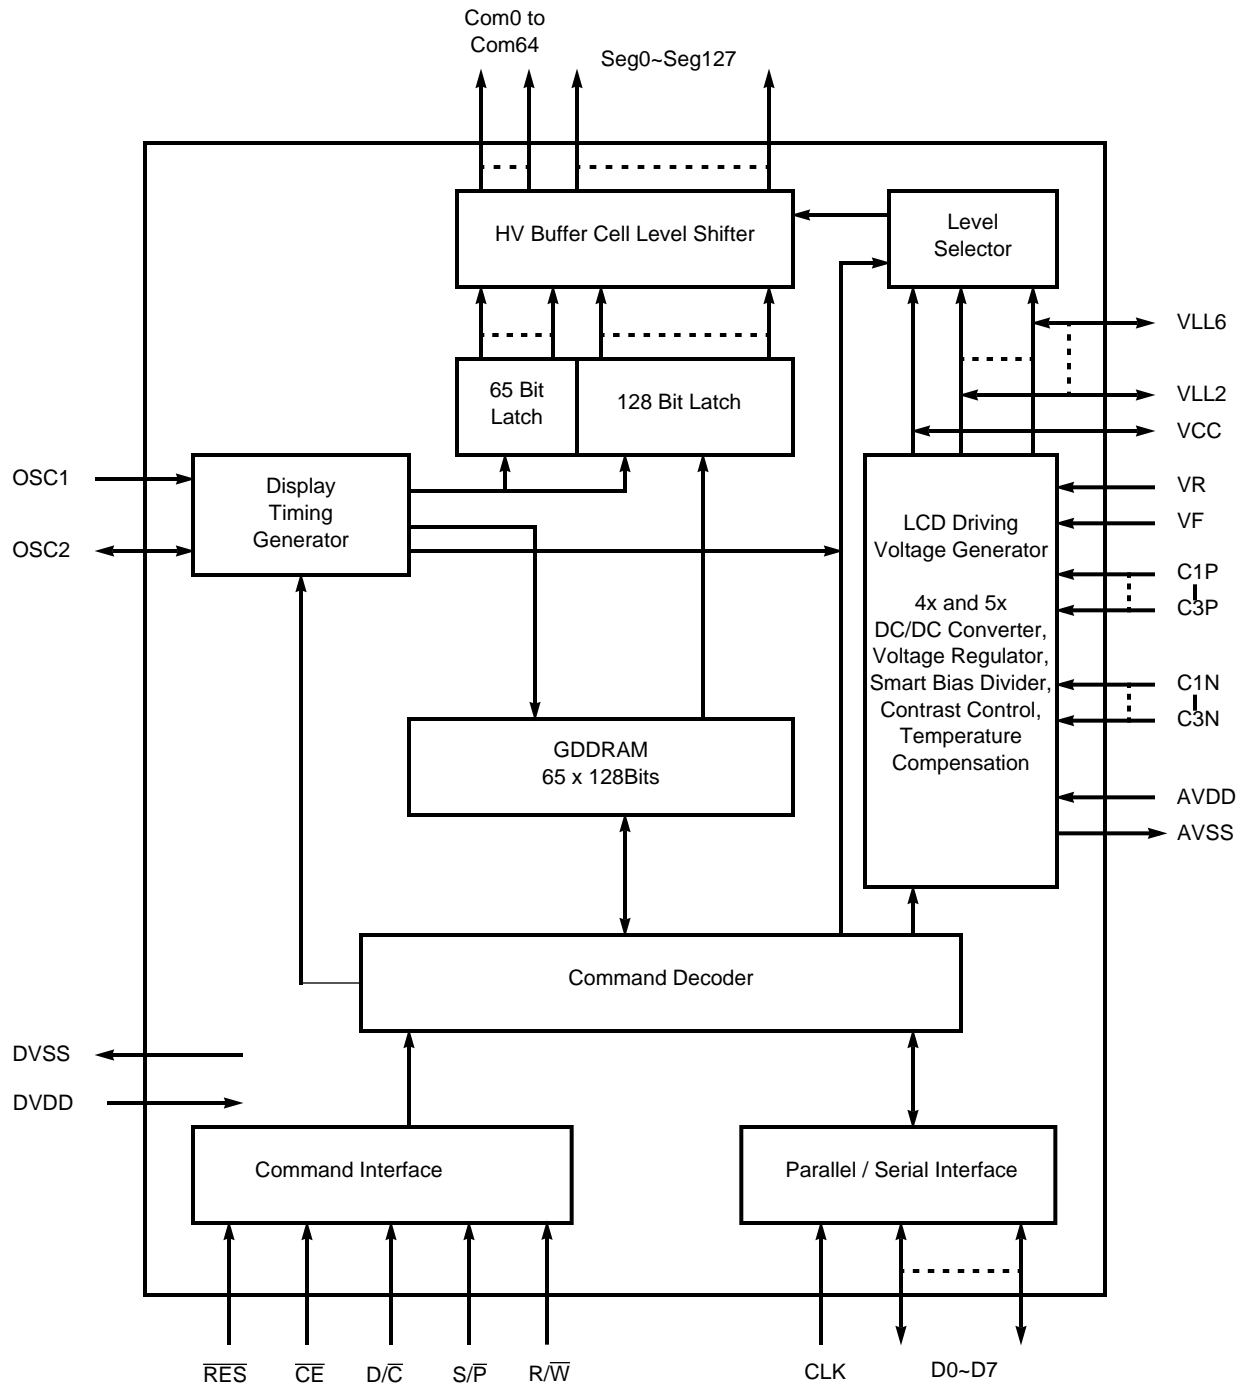 Com0 to
Com64
Seg0~Seg127
HV Buffer Cell Level Shifter
Level
Selector
VLL6
65 Bit
Latch
128 Bit Latch
VLL2
VCC
OSC1
Display
Timing
Generator
OSC2
VR
VF
LCD Driving
Voltage Generator
C1P
C3P
4x and 5x
DC/DC Converter,
Voltage Regulator,
Smart Bias Divider,
Contrast Control,
Temperature
Compensation
C1N
C3N
GDDRAM
65 x 128Bits
AVDD
AVSS
Command Decoder
DVSS
DVDD
Command Interface
Parallel / Serial Interface
R̅E̅S̅
C̅E̅
D/C̅
S/P̅
R/W̅
CLK
D0~D7